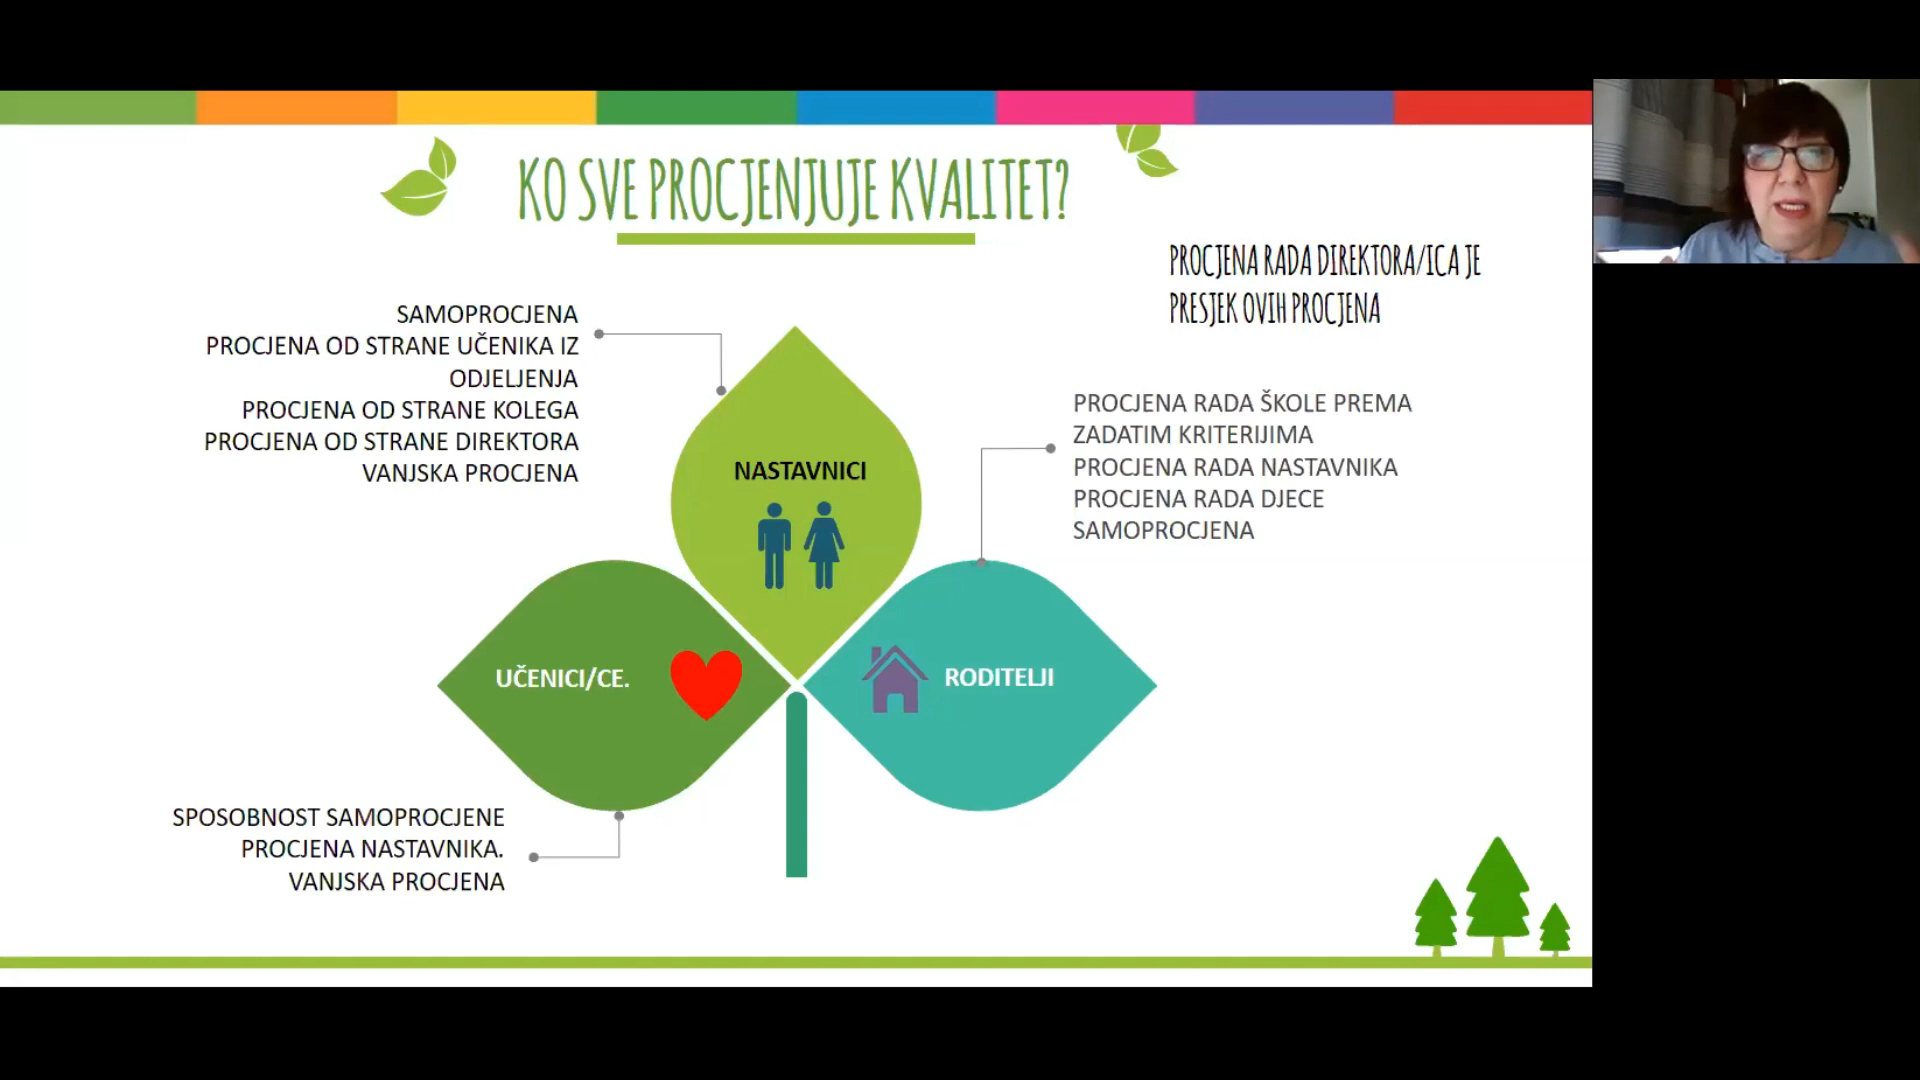 KO SVE PROCJENJUJE KVALITET?
PROCJENA RADA DIREKTORA/ICA JE
PRESJEK OVIH PROCJENA
SAMOPROCJENA
PROCJENA OD STRANE UČENIKA IZ
ODJELJENJA
PROCJENA OD STRANE KOLEGA
PROCJENA OD STRANE DIREKTORA
VANJSKA PROCJENA
PROCJENA RADA ŠKOLE PREMA
ZADATIM KRITERIJIMA
PROCJENA RADA NASTAVNIKA
PROCJENA RADA DJECE
SAMOPROCJENA
NASTAVNICI
UČENICI/CE.
RODITELJI
SPOSOBNOST SAMOPROCJENE
PROCJENA NASTAVNIKA.
VANJSKA PROCJENA